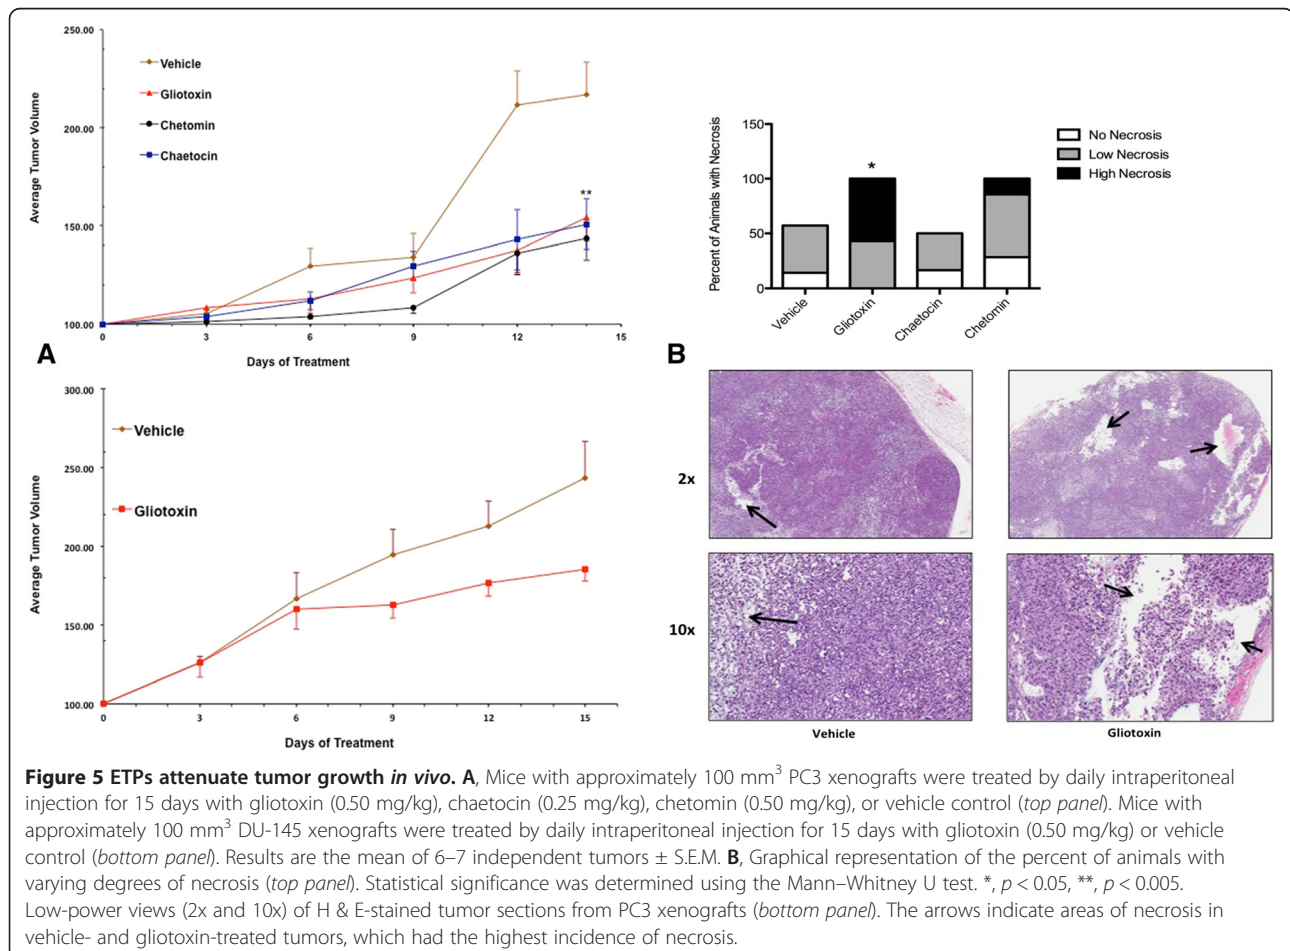 250.00
200.00
150.00
100.00
Average Tumor Volume
Vehicle
Gliotoxin
Chetomin
Chaetocin
**
0 3 6 9 12 15
Days of Treatment
A
300.00
250.00
200.00
150.00
100.00
Average Tumor Volume
Vehicle
Gliotoxin
0 3 6 9 12 15
Days of Treatment
150
100
50
0
Percent of Animals with Necrosis
*
No Necrosis
Low Necrosis
High Necrosis
Vehicle Gliotoxin Chaetocin Chetomin
B
2x
10x
Vehicle Gliotoxin
Figure 5 ETPs attenuate tumor growth in vivo. A, Mice with approximately 100 mm³ PC3 xenografts were treated by daily intraperitoneal
injection for 15 days with gliotoxin (0.50 mg/kg), chaetocin (0.25 mg/kg), chetomin (0.50 mg/kg), or vehicle control (top panel). Mice with
approximately 100 mm³ DU-145 xenografts were treated by daily intraperitoneal injection for 15 days with gliotoxin (0.50 mg/kg) or vehicle
control (bottom panel). Results are the mean of 6–7 independent tumors ± S.E.M. B, Graphical representation of the percent of animals with
varying degrees of necrosis (top panel). Statistical significance was determined using the Mann–Whitney U test. *, p < 0.05, **, p < 0.005.
Low-power views (2x and 10x) of H & E-stained tumor sections from PC3 xenografts (bottom panel). The arrows indicate areas of necrosis in
vehicle- and gliotoxin-treated tumors, which had the highest incidence of necrosis.